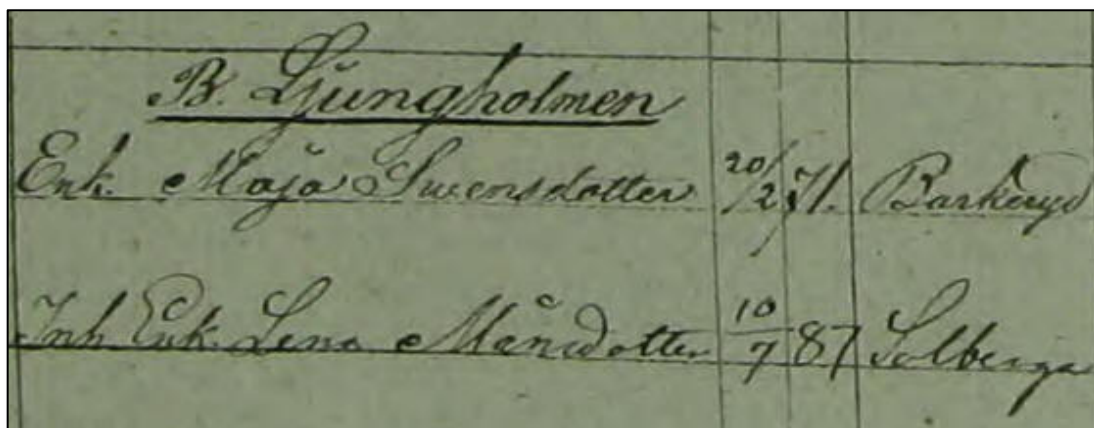 B. Ljungholmen
Enk. Maja Swensdotter 20/2 71. Barkeryd
Inh Enk. Lena Månsdotter 10/7 87 Solberga